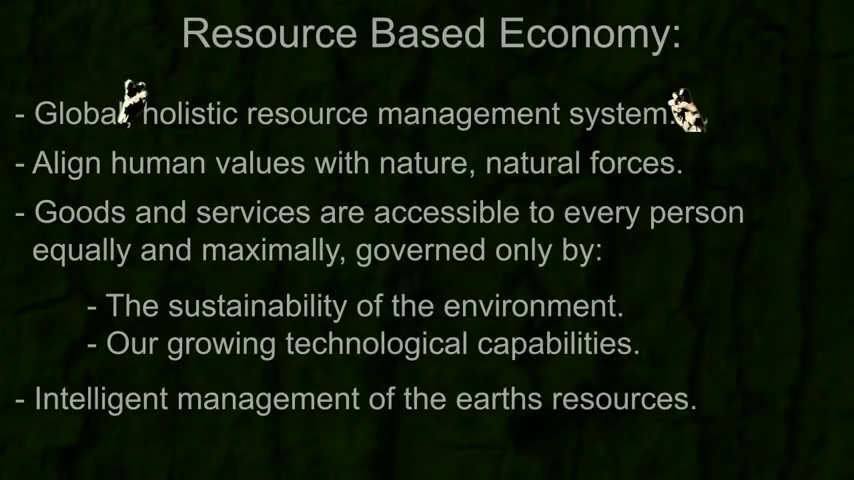 Resource Based Economy:
- Global, holistic resource management system.
- Align human values with nature, natural forces.
- Goods and services are accessible to every person
equally and maximally, governed only by:
- The sustainability of the environment.
- Our growing technological capabilities.
- Intelligent management of the earths resources.